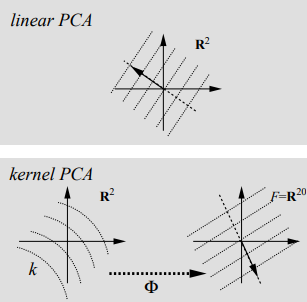 linear PCA
R²
kernel PCA
R²
F=R²⁰
k
Φ